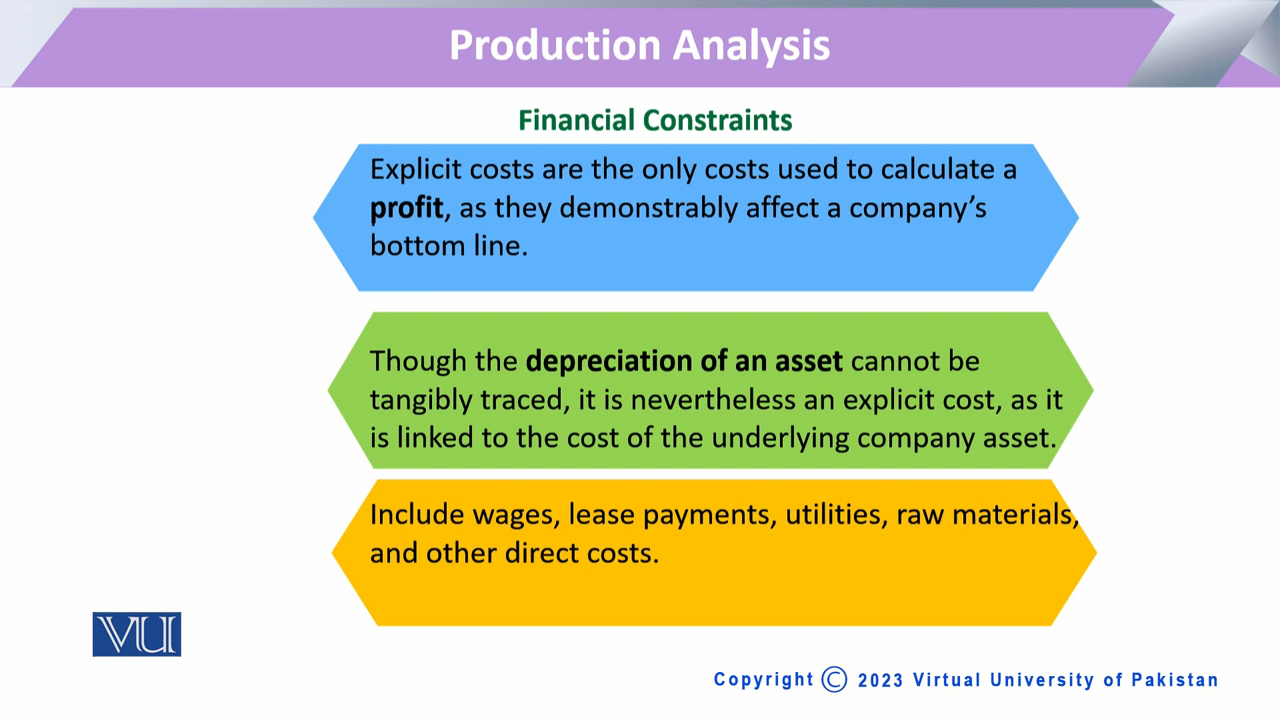 Production Analysis
Financial Constraints
Explicit costs are the only costs used to calculate a
profit, as they demonstrably affect a company’s
bottom line.
Though the depreciation of an asset cannot be
tangibly traced, it is nevertheless an explicit cost, as it
is linked to the cost of the underlying company asset.
Include wages, lease payments, utilities, raw materials,
and other direct costs.
VU
Copyright © 2023 Virtual University of Pakistan